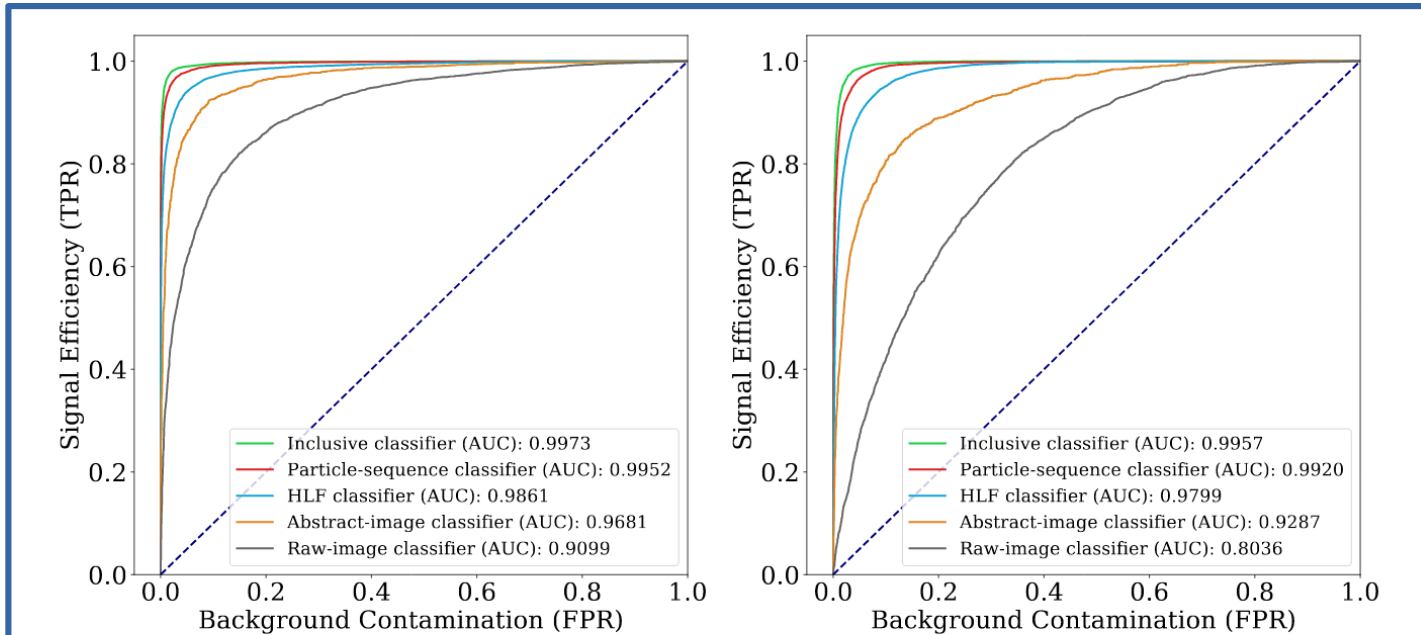 1.0
0.8
0.6
0.4
0.2
0.0
Signal Efficiency (TPR)
Inclusive classifier (AUC): 0.9973
Particle-sequence classifier (AUC): 0.9952
HLF classifier (AUC): 0.9861
Abstract-image classifier (AUC): 0.9681
Raw-image classifier (AUC): 0.9099
0.0 0.2 0.4 0.6 0.8 1.0
Background Contamination (FPR)
1.0
0.8
0.6
0.4
0.2
0.0
Signal Efficiency (TPR)
Inclusive classifier (AUC): 0.9957
Particle-sequence classifier (AUC): 0.9920
HLF classifier (AUC): 0.9799
Abstract-image classifier (AUC): 0.9287
Raw-image classifier (AUC): 0.8036
0.0 0.2 0.4 0.6 0.8 1.0
Background Contamination (FPR)